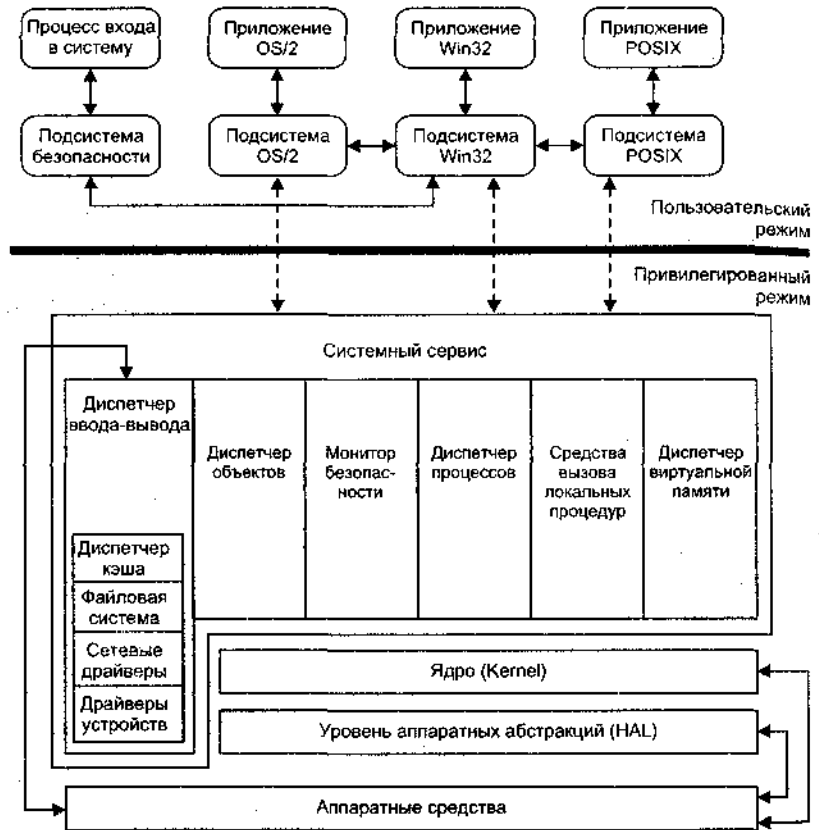 Процесс входа
в систему
Приложение
OS/2
Приложение
Win32
Приложение
POSIX
Подсистема
безопасности
Подсистема
OS/2
Подсистема
Win32
Подсистема
POSIX
Пользовательский
режим
Привилегированный
режим
Системный сервис
Диспетчер
ввода-вывода
Диспетчер
объектов
Монитор
безопас-
ности
Диспетчер
процессов
Средства
вызова
локальных
процедур
Диспетчер
виртуальной
памяти
Диспетчер
кэша
Файловая
система
Сетевые
драйверы
Драйверы
устройств
Ядро (Kernel)
Уровень аппаратных абстракций (HAL)
Аппаратные средства